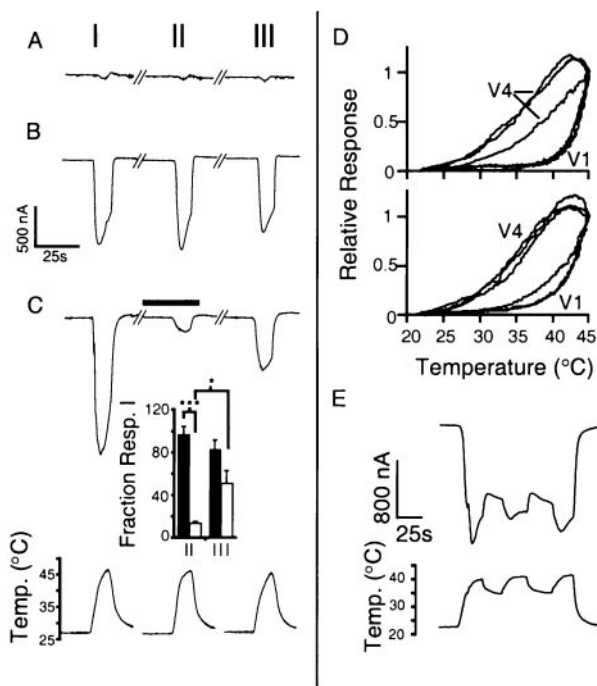 A I II III
B
500 nA
25s
C
Fraction Resp. I
120
80
40
0
*** *
II III
Temp. (°C)
45
35
25
D
Relative Response
1
0.5
0
V4
V1
1
0.5
0
V4
V1
20 25 30 35 40 45
Temperature (°C)
E
800 nA
25s
Temp. (°C)
40
30
20